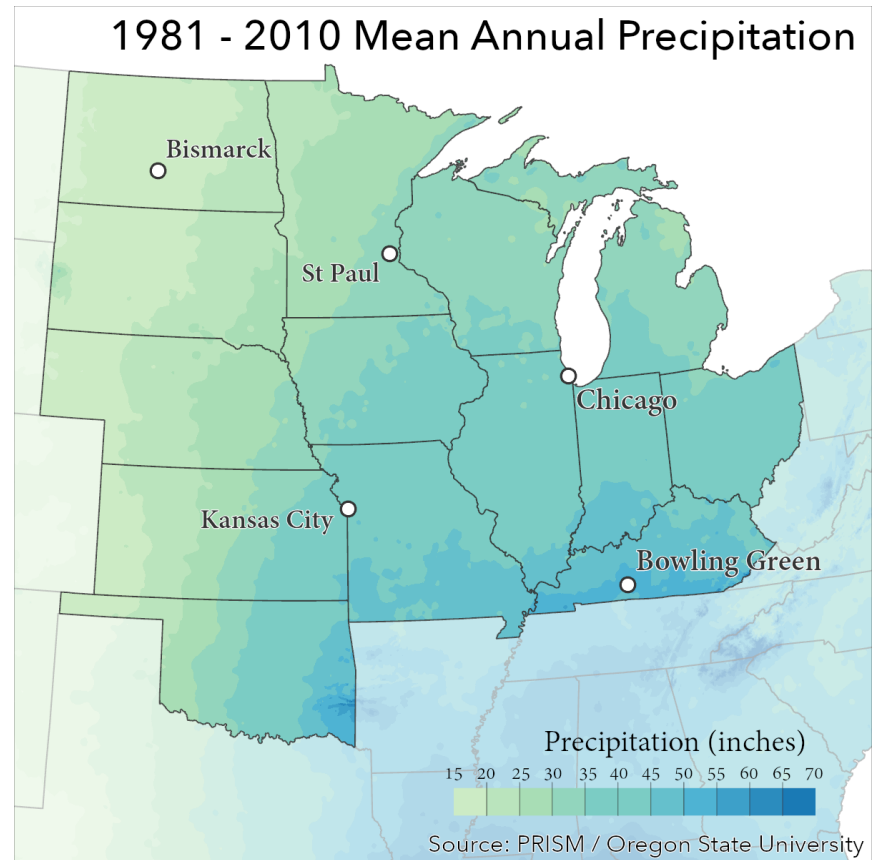 1981 - 2010 Mean Annual Precipitation
Bismarck
St Paul
Chicago
Kansas City
Bowling Green
Precipitation (inches)
15 20 25 30 35 40 45 50 55 60 65 70
Source: PRISM / Oregon State University